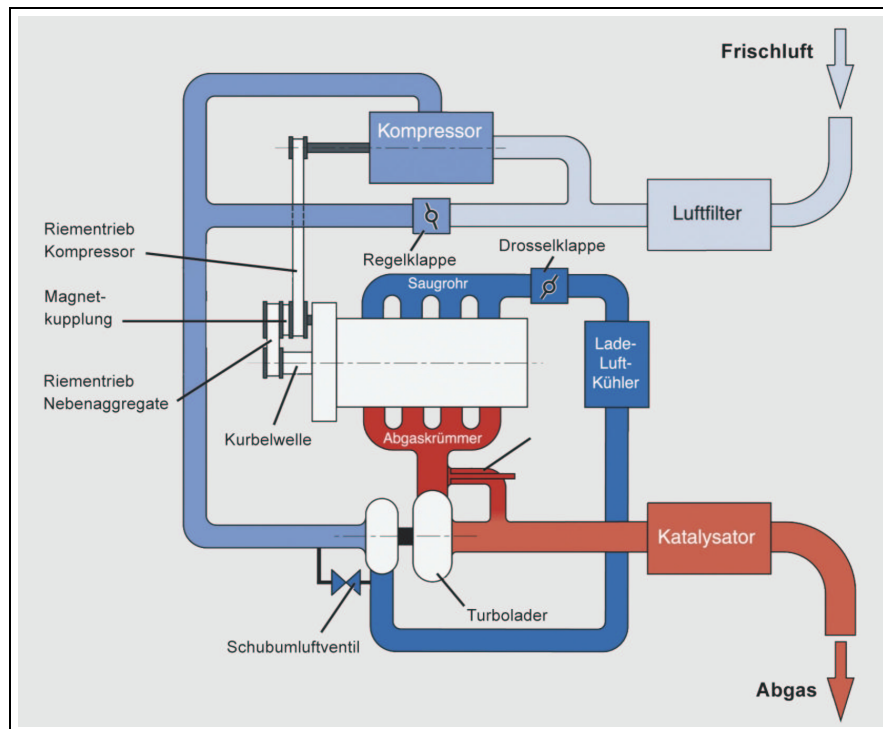 Frischluft
Kompressor
Luftfilter
Riementrieb
Kompressor
Regelklappe
Drosselklappe
Saugrohr
Magnet-
kupplung
Lade-
Luft-
Kühler
Riementrieb
Nebenaggregate
Kurbelwelle
Abgaskrümmer
Katalysator
Turbolader
Schubumluftventil
Abgas